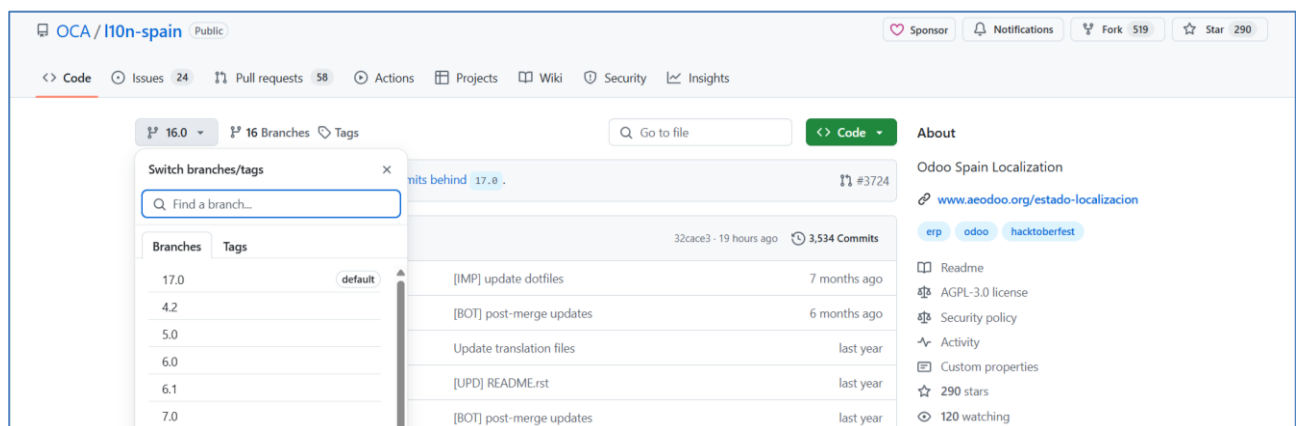 OCA / l10n-spain Public
Sponsor Notifications Fork 519 Star 290
Code Issues 24 Pull requests 58 Actions Projects Wiki Security Insights
16.0 16 Branches Tags Go to file Code
Switch branches/tags
Find a branch...
Branches Tags
17.0 default
4.2
5.0
6.0
6.1
7.0
behind 17.0 . #3724
32cace3 · 19 hours ago 3,534 Commits
[IMP] update dotfiles 7 months ago
[BOT] post-merge updates 6 months ago
Update translation files last year
[UPD] README.rst last year
[BOT] post-merge updates last year
About
Odoo Spain Localization
www.aeodoo.org/estado-localizacion
erp odoo hacktoberfest
Readme
AGPL-3.0 license
Security policy
Activity
Custom properties
290 stars
120 watching